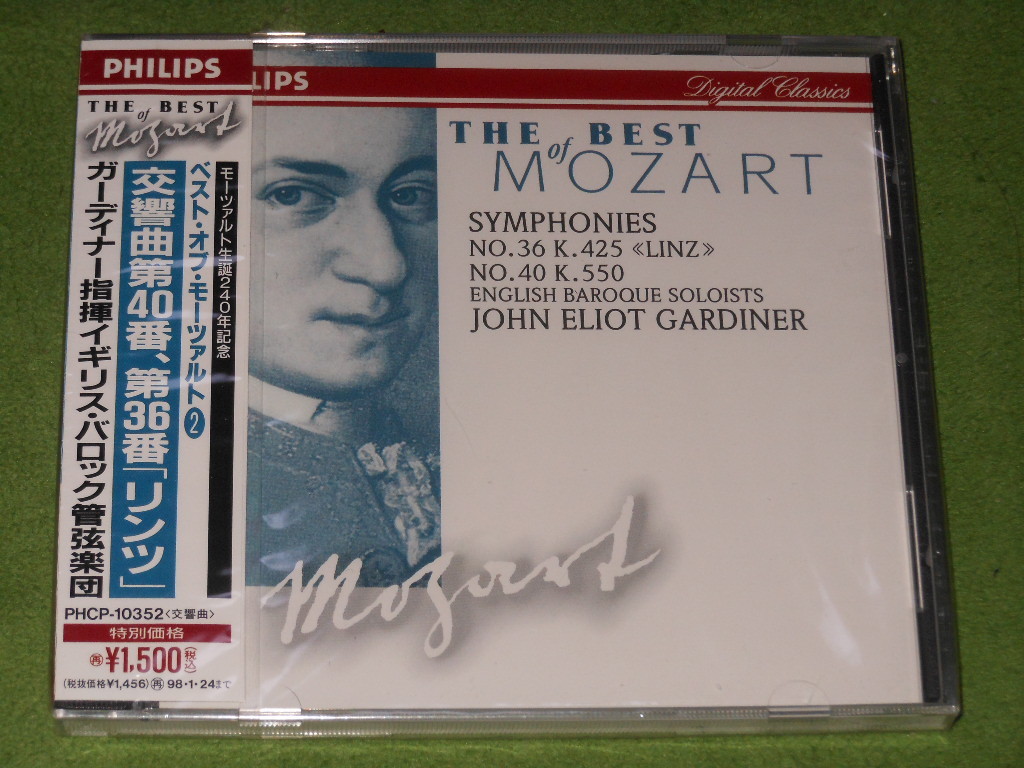 PHILIPS
THE of BEST
Mozart
モーツァルト生誕240年記念
ベスト・オブ・モーツァルト②
交響曲第40番、第36番「リンツ」
ガーディナー指揮イギリス・バロック管弦楽団
PHCP-10352〈交響曲〉
特別価格
再¥1,500(税込)
(税抜価格¥1,456)再98・1・24まで
LIPS
Digital Classics
THE of BEST
MOZART
SYMPHONIES
NO.36 K.425 《LINZ》
NO.40 K.550
ENGLISH BAROQUE SOLOISTS
JOHN ELIOT GARDINER
Mozart